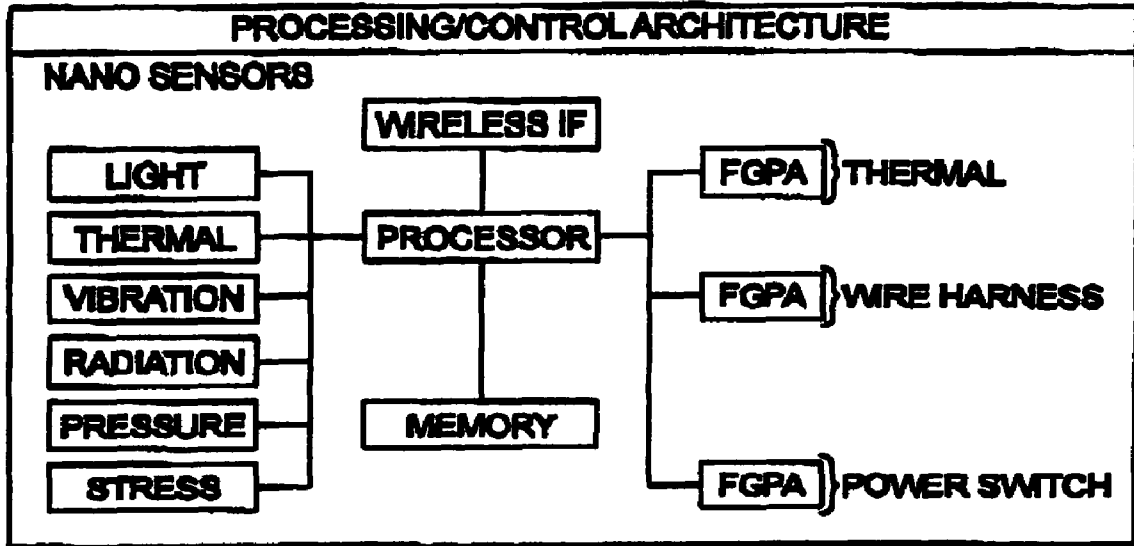 PROCESSING/CONTROL ARCHITECTURE
NANO SENSORS
LIGHT
THERMAL
VIBRATION
RADIATION
PRESSURE
STRESS
WIRELESS IF
PROCESSOR
MEMORY
FGPA } THERMAL
FGPA } WIRE HARNESS
FGPA } POWER SWITCH